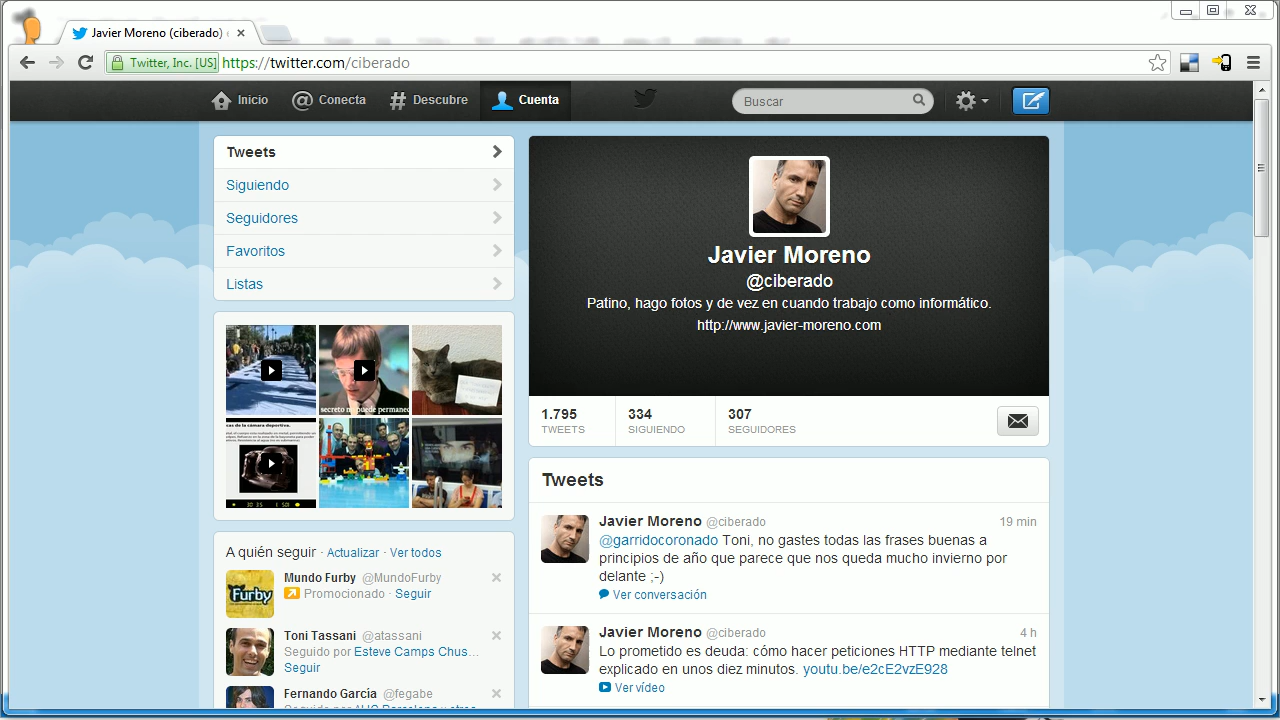 Javier Moreno (ciberado)
Twitter, Inc. [US] https://twitter.com/ciberado
Inicio
Conecta
Descubre
Cuenta
Buscar
Tweets
Siguiendo
Seguidores
Favoritos
Listas
Javier Moreno
@ciberado
Patino, hago fotos y de vez en cuando trabajo como informático.
http://www.javier-moreno.com
1.795
TWEETS
334
SIGUIENDO
307
SEGUIDORES
A quién seguir · Actualizar · Ver todos
Mundo Furby @MundoFurby
Promocionado · Seguir
Furby
Toni Tassani @atassani
Seguido por Esteve Camps Chus...
Seguir
Fernando Garcia @fegabe
Tweets
Javier Moreno @ciberado 19 min
@garridocoronado Toni, no gastes todas las frases buenas a
principios de año que parece que nos queda mucho invierno por
delante ;-)
Ver conversación
Javier Moreno @ciberado 4 h
Lo prometido es deuda: cómo hacer peticiones HTTP mediante telnet
explicado en unos diez minutos. youtu.be/e2cE2vzE928
Ver vídeo